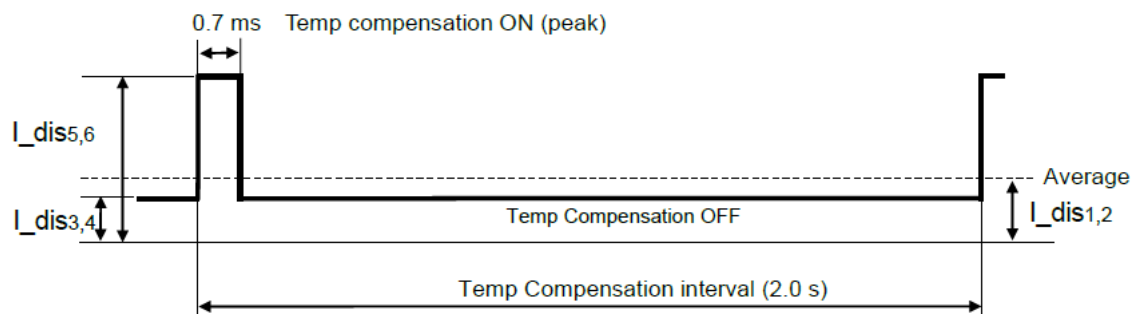 0.7 ms Temp compensation ON (peak)
I_dis5,6
Average
I_dis3,4
Temp Compensation OFF
I_dis1,2
Temp Compensation interval (2.0 s)